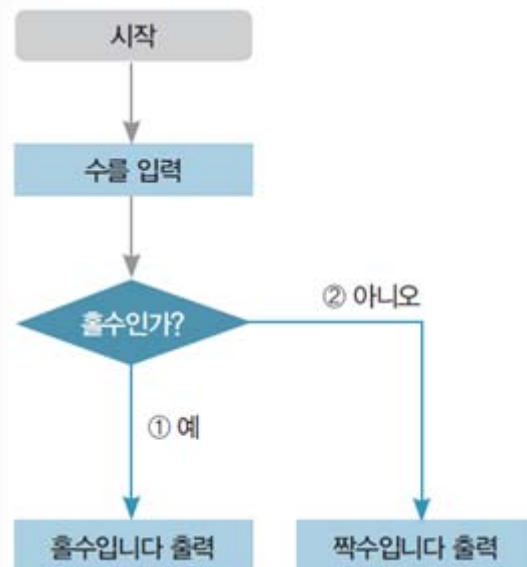 시작
수를 입력
홀수인가?
② 아니오
① 예
홀수입니다 출력
짝수입니다 출력